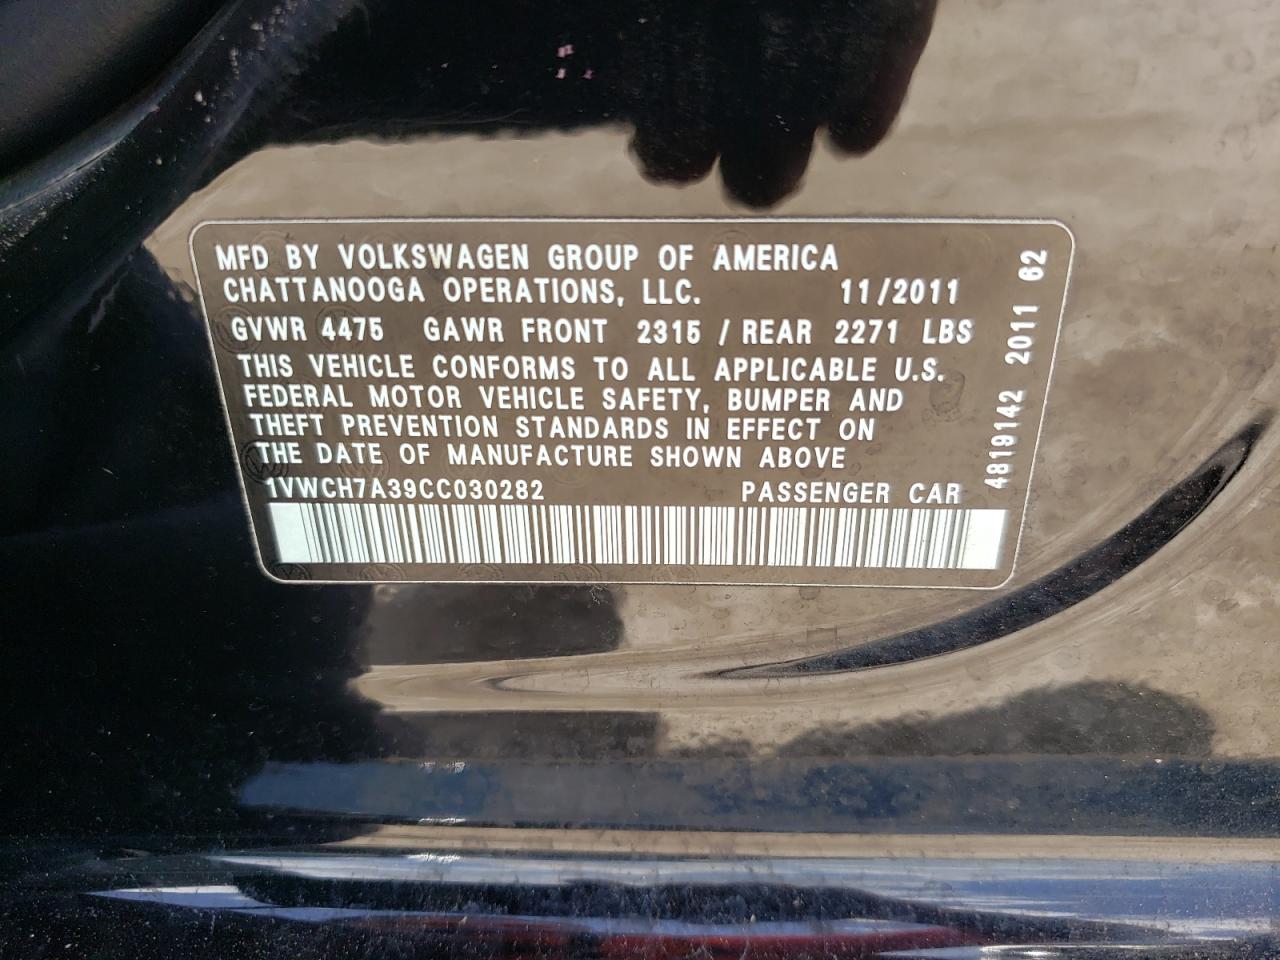 MFD BY VOLKSWAGEN GROUP OF AMERICA
CHATTANOOGA OPERATIONS, LLC. 11/2011
GVWR 4475 GAWR FRONT 2315 / REAR 2271 LBS
THIS VEHICLE CONFORMS TO ALL APPLICABLE U.S.
FEDERAL MOTOR VEHICLE SAFETY, BUMPER AND
THEFT PREVENTION STANDARDS IN EFFECT ON
THE DATE OF MANUFACTURE SHOWN ABOVE
1VWCH7A39CC030282 PASSENGER CAR
4819142 2011 62